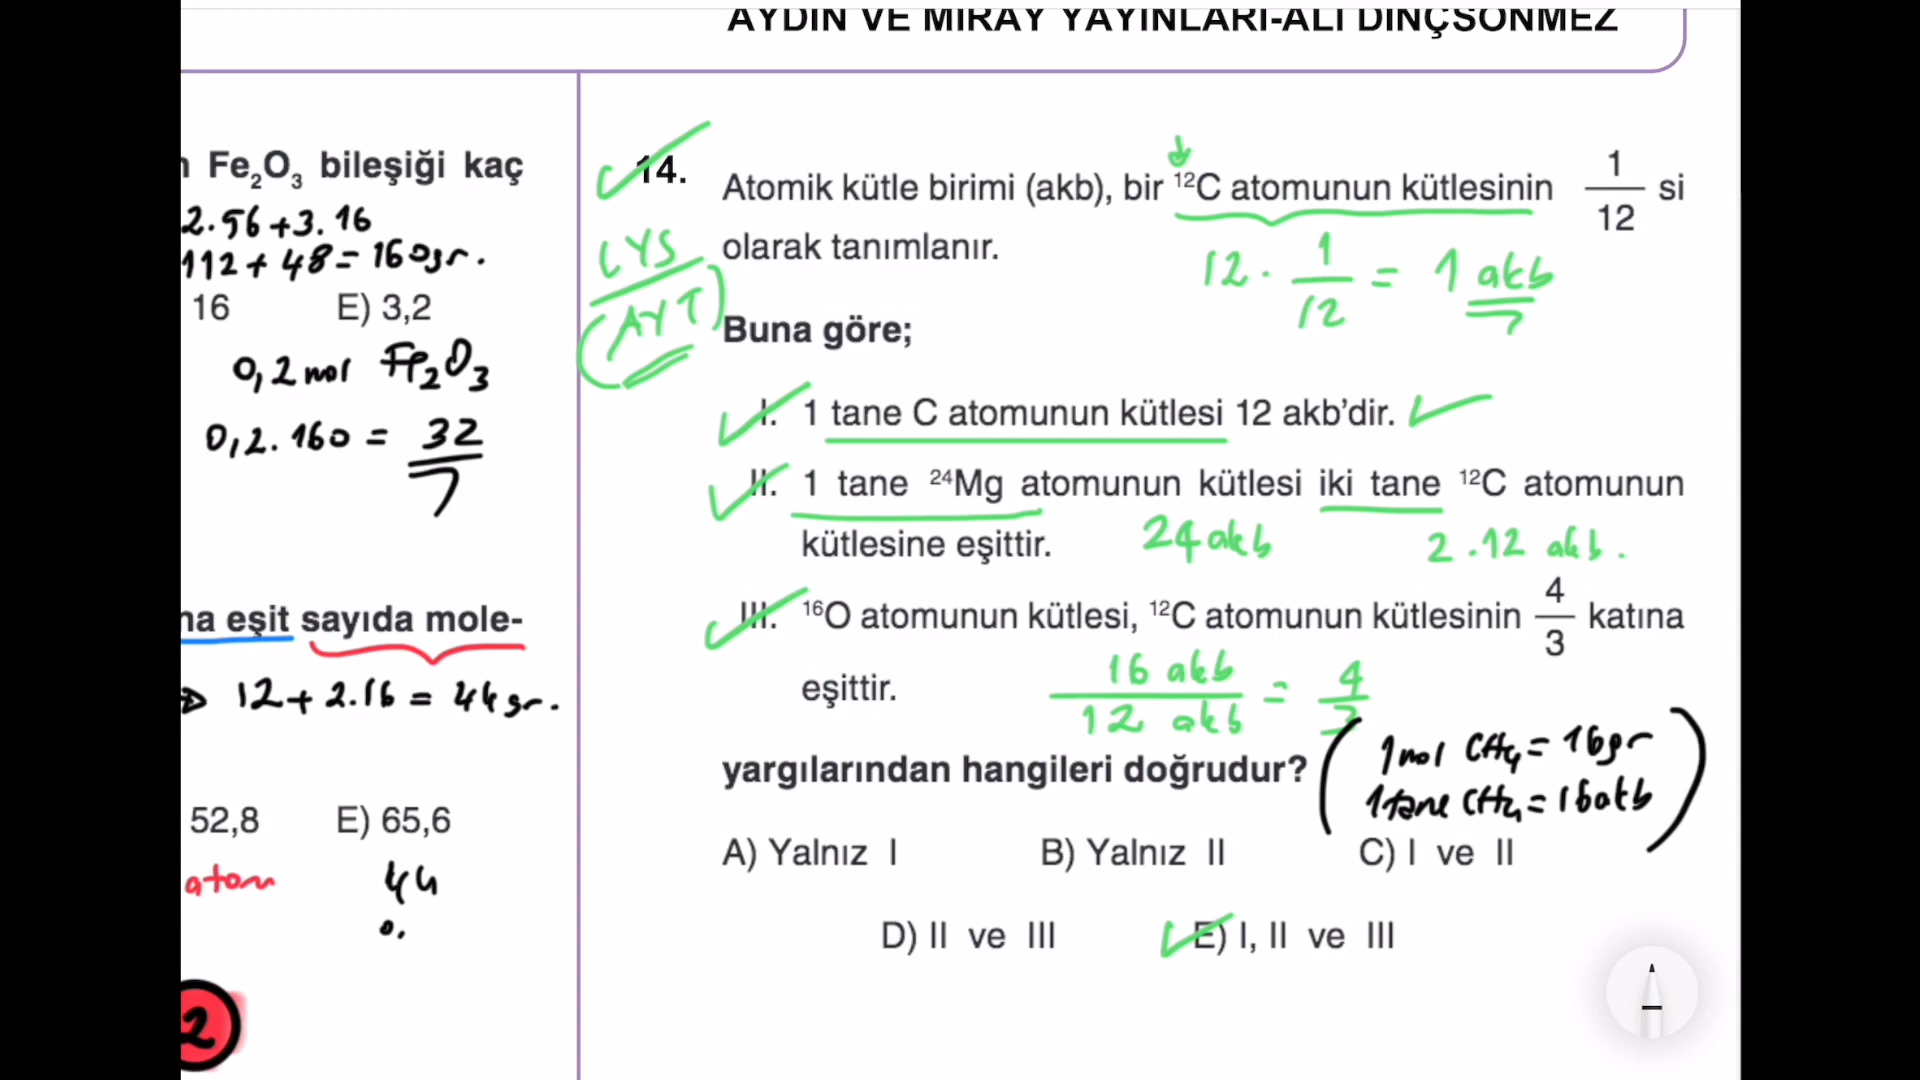 AYDIN VE MİRAY YAYINLARI-ALİ DİNÇSÖNMEZ
Fe2O3 bileşiği kaç
2.56+3.16
112+48=160gr.
16 E) 3,2
0,2 mol Fe2O3
0,2.160 = 32
na eşit sayıda mole-
12+2.16 = 44gr.
52,8 E) 65,6
atom 44
0.
2
14. Atomik kütle birimi (akb), bir 12C atomunun kütlesinin 1/12 si
olarak tanımlanır.
12 . 1/12 = 1 akb
LYS
AYT
Buna göre;
I. 1 tane C atomunun kütlesi 12 akb’dir.
II. 1 tane 24Mg atomunun kütlesi iki tane 12C atomunun
kütlesine eşittir. 24 akb 2.12 akb.
III. 16O atomunun kütlesi, 12C atomunun kütlesinin 4/3 katına
eşittir. 16 akb / 12 akb = 4/3
yargılarından hangileri doğrudur?
(1mol CH4 = 16gr
1 tane CH4 = 16akb)
A) Yalnız I B) Yalnız II C) I ve II
D) II ve III E) I, II ve III